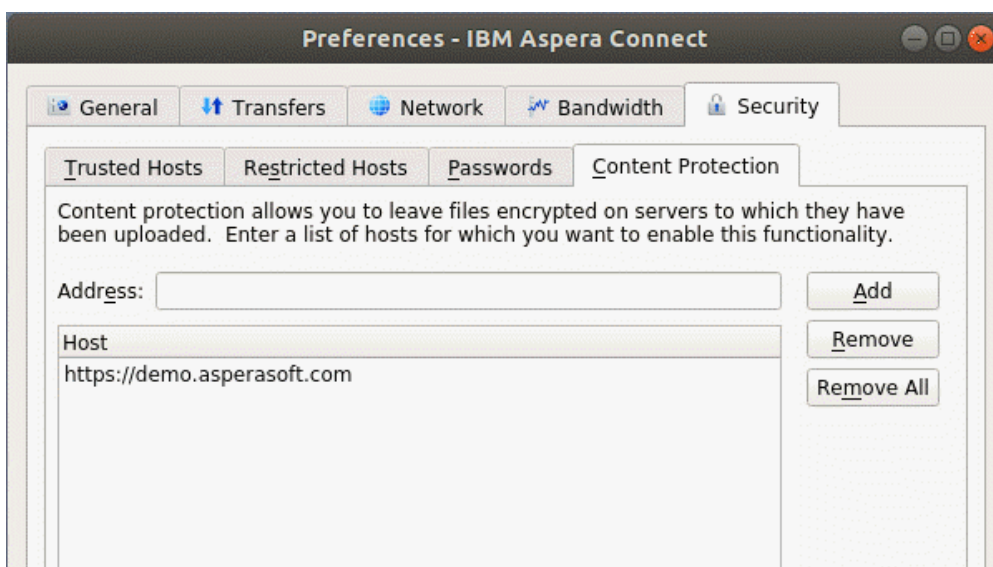 Preferences - IBM Aspera Connect
General Transfers Network Bandwidth Security
Trusted Hosts Restricted Hosts Passwords Content Protection
Content protection allows you to leave files encrypted on servers to which they have
been uploaded.  Enter a list of hosts for which you want to enable this functionality.
Address: Add
Host Remove
https://demo.asperasoft.com
Remove All